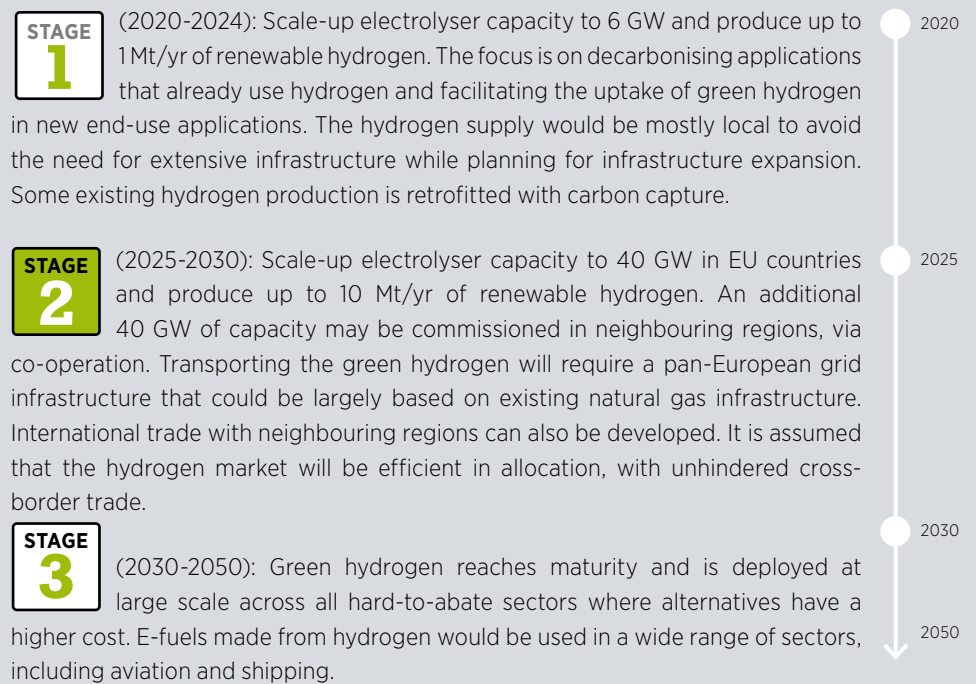 STAGE
1
(2020-2024): Scale-up electrolyser capacity to 6 GW and produce up to
1 Mt/yr of renewable hydrogen. The focus is on decarbonising applications
that already use hydrogen and facilitating the uptake of green hydrogen
in new end-use applications. The hydrogen supply would be mostly local to avoid
the need for extensive infrastructure while planning for infrastructure expansion.
Some existing hydrogen production is retrofitted with carbon capture.
2020
STAGE
2
(2025-2030): Scale-up electrolyser capacity to 40 GW in EU countries
and produce up to 10 Mt/yr of renewable hydrogen. An additional
40 GW of capacity may be commissioned in neighbouring regions, via
co-operation. Transporting the green hydrogen will require a pan-European grid
infrastructure that could be largely based on existing natural gas infrastructure.
International trade with neighbouring regions can also be developed. It is assumed
that the hydrogen market will be efficient in allocation, with unhindered cross-
border trade.
2025
STAGE
3
(2030-2050): Green hydrogen reaches maturity and is deployed at
large scale across all hard-to-abate sectors where alternatives have a
higher cost. E-fuels made from hydrogen would be used in a wide range of sectors,
including aviation and shipping.
2030
2050